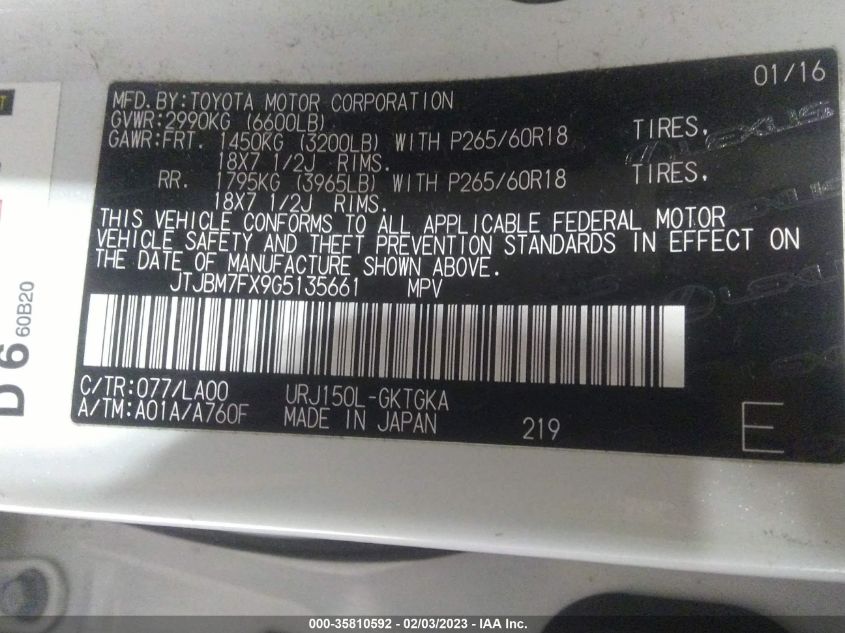 01/16
MFD.BY:TOYOTA MOTOR CORPORATION
GVWR:2990KG (6600LB)
GAWR:FRT. 1450KG (3200LB) WITH P265/60R18 TIRES,
18X7 1/2J RIMS.
RR. 1795KG (3965LB) WITH P265/60R18 TIRES,
18X7 1/2J RIMS.
THIS VEHICLE CONFORMS TO ALL APPLICABLE FEDERAL MOTOR
VEHICLE SAFETY AND THEFT PREVENTION STANDARDS IN EFFECT ON
THE DATE OF MANUFACTURE SHOWN ABOVE.
JTJBM7FX9G5135661 MPV
C/TR:077/LA00 URJ150L-GKTGKA
A/TM:A01A/A760F MADE IN JAPAN 219 E
LEXUS
LEXUS
LEXUS
D 6 60B20
000-35810592 - 02/03/2023 - IAA Inc.